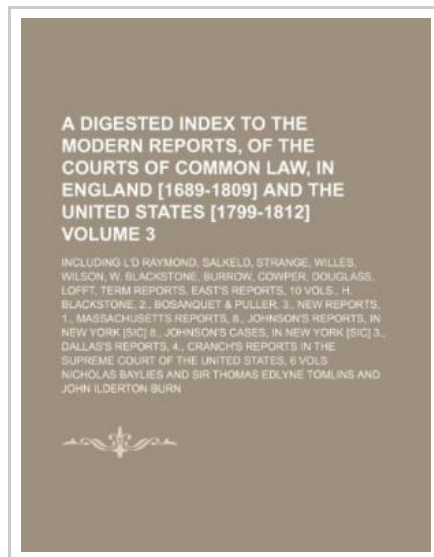 A DIGESTED INDEX TO THE
MODERN REPORTS, OF THE
COURTS OF COMMON LAW, IN
ENGLAND [1689-1809] AND THE
UNITED STATES [1799-1812]
VOLUME 3
INCLUDING L'D RAYMOND, SALKELD, STRANGE, WILLES,
WILSON, W. BLACKSTONE, BURROW, COWPER, DOUGLASS,
LOFFT, TERM REPORTS, EAST'S REPORTS, 10 VOLS., H.
BLACKSTONE, 2., BOSANQUET & PULLER, 3., NEW REPORTS,
1., MASSACHUSETTS REPORTS, 8., JOHNSON'S REPORTS, IN
NEW YORK [SIC] 8., JOHNSON'S CASES, IN NEW YORK [SIC] 3.,
DALLAS'S REPORTS, 4., CRANCH'S REPORTS IN THE
SUPREME COURT OF THE UNITED STATES, 6 VOLS
NICHOLAS BAYLIES AND SIR THOMAS EDLYNE TOMLINS AND
JOHN ILDERTON BURN